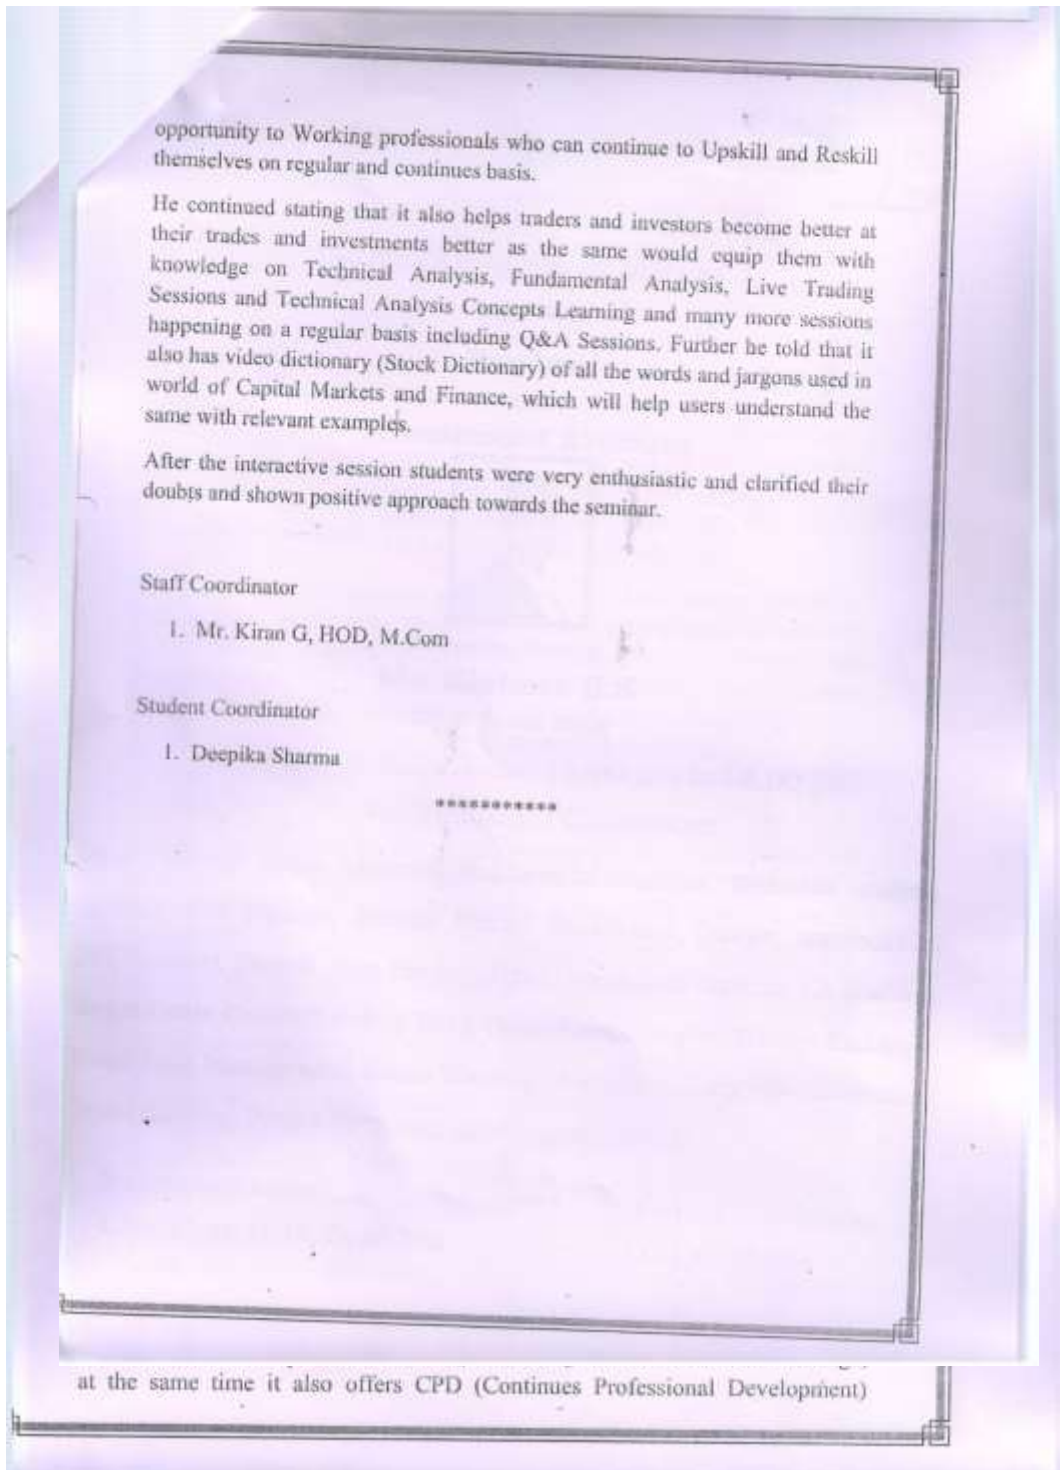 opportunity to Working professionals who can continue to Upskill and Reskill
themselves on regular and continues basis.
He continued stating that it also helps traders and investors become better at
their trades and investments better as the same would equip them with
knowledge on Technical Analysis, Fundamental Analysis, Live Trading
Sessions and Technical Analysis Concepts Learning and many more sessions
happening on a regular basis including Q&A Sessions. Further he told that it
also has video dictionary (Stock Dictionary) of all the words and jargons used in
world of Capital Markets and Finance, which will help users understand the
same with relevant examples.
After the interactive session students were very enthusiastic and clarified their
doubts and shown positive approach towards the seminar.
Staff Coordinator
1. Mr. Kiran G, HOD, M.Com
Student Coordinator
1. Deepika Sharma
***********
at the same time it also offers CPD (Continues Professional Development)